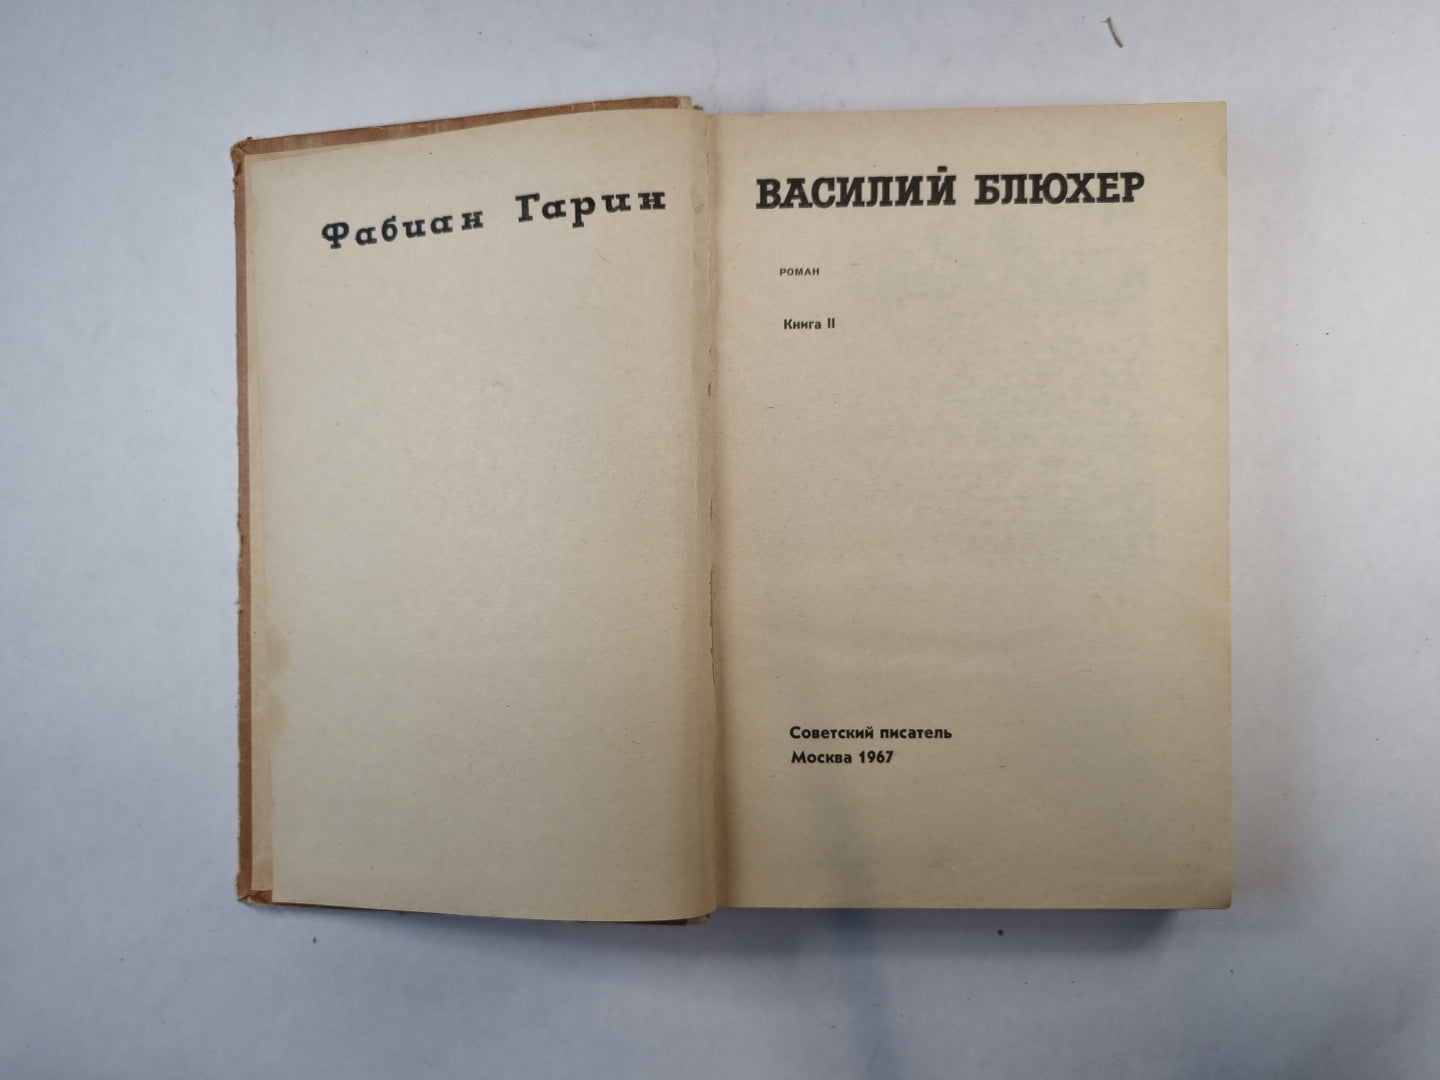 Фабиан Гарин
ВАСИЛИЙ БЛЮХЕР
РОМАН
Книга II
Советский писатель
Москва 1967